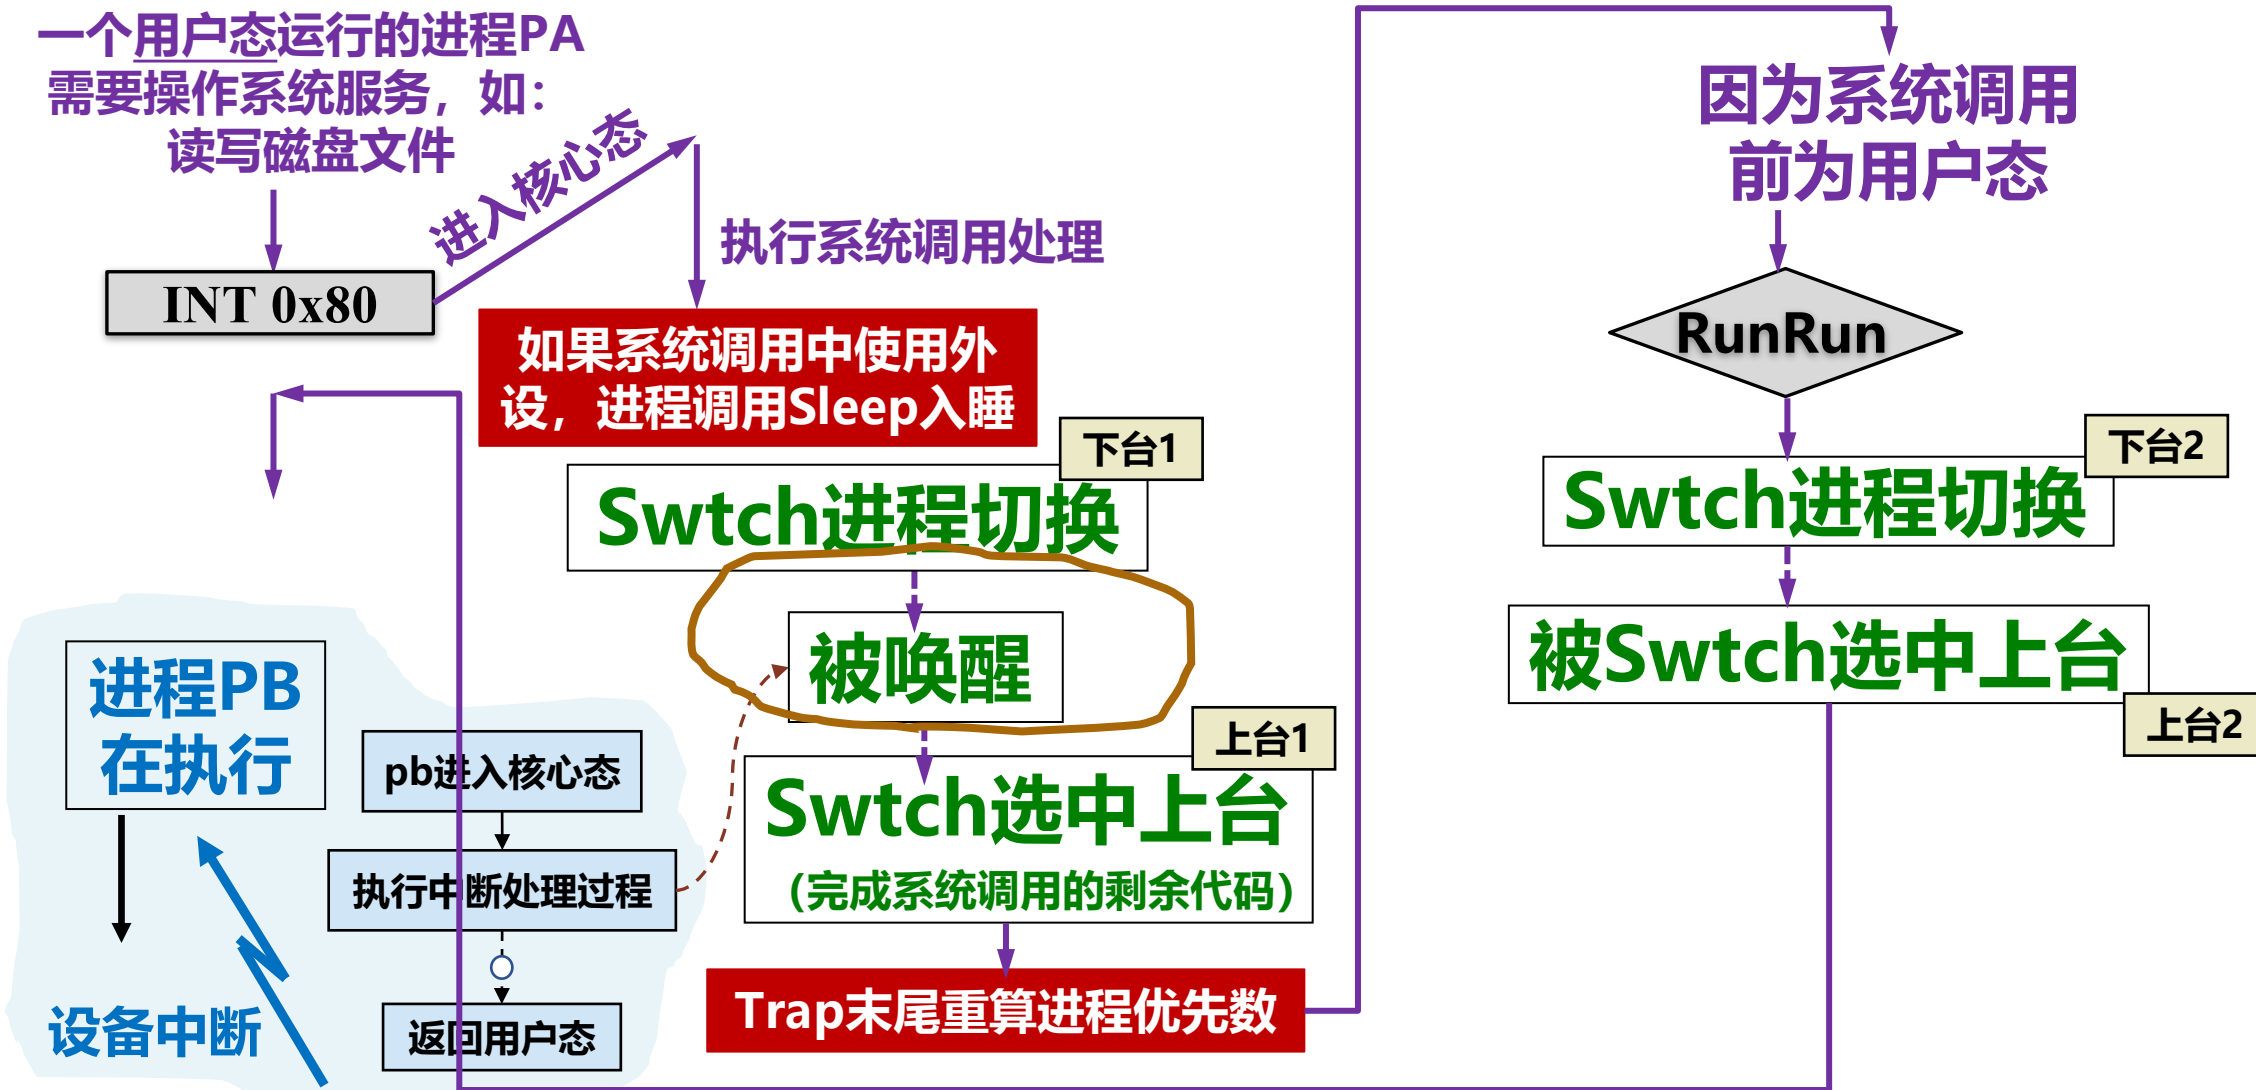 一个用户态运行的进程PA
需要操作系统服务，如：
读写磁盘文件
进入核心态
INT 0x80
执行系统调用处理
如果系统调用中使用外
设，进程调用Sleep入睡
下台1
Swtch进程切换
被唤醒
上台1
Swtch选中上台
（完成系统调用的剩余代码）
Trap末尾重算进程优先数
进程PB
在执行
设备中断
pb进入核心态
执行中断处理过程
返回用户态
因为系统调用
前为用户态
RunRun
下台2
Swtch进程切换
被Swtch选中上台
上台2